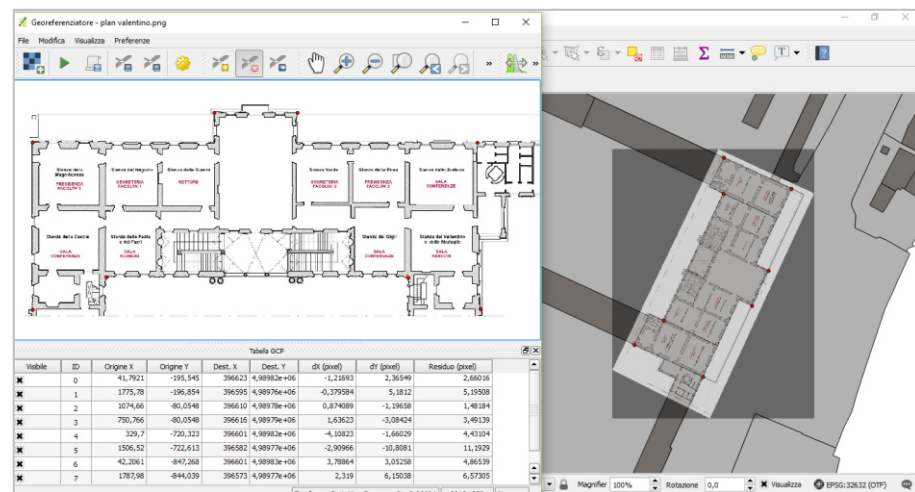 Georeferenziatore - plan valentino.png
File Modifica Visualizza Preferenze
Stanza della Magnificenza
PRESIDENZA
FACOLTA' 1
Stanza del Negozio
SEGRETERIA
FACOLTA' 1
Stanza della Guerra
RETTORE
Stanza Verde
SEGRETERIA
FACOLTA' 2
Stanza delle Rose
PRESIDENZA
FACOLTA' 2
Stanza dello Zodiaco
SALA
CONFERENZE
Stanza della Caccia
SALA
CONFERENZE
Stanza delle Feste
e dei Fasti
SALA
RIUNIONI
Stanza dei Gigli
SALA
CONFERENZE
Stanza del Valentino
o delle Battaglie
SALA
RIUNIONI
Tabella GCP
Visibile ID Origine X Origine Y Dest. X Dest. Y dX (pixel) dY (pixel) Residuo (pixel)
0 41,7921 -195,545 396623 4,98982e+06 -1,21693 2,36549 2,66016
1 1775,78 -196,854 396595 4,98976e+06 -0,379584 5,1812 5,19508
2 1074,66 -80,0548 396610 4,98978e+06 0,874089 -1,19658 1,48184
3 750,766 -80,0548 396616 4,98979e+06 1,63623 -3,08424 3,49139
4 329,7 -720,323 396601 4,98982e+06 -4,10823 -1,66029 4,43104
5 1506,52 -722,613 396582 4,98977e+06 -2,90966 -10,8081 11,1929
6 42,2061 -847,268 396601 4,98983e+06 3,78864 3,05258 4,86539
7 1787,98 -844,039 396573 4,98977e+06 2,319 6,15038 6,57305
Magnifier 100% Rotazione 0,0 Visualizza EPSG:32632 (OTF)